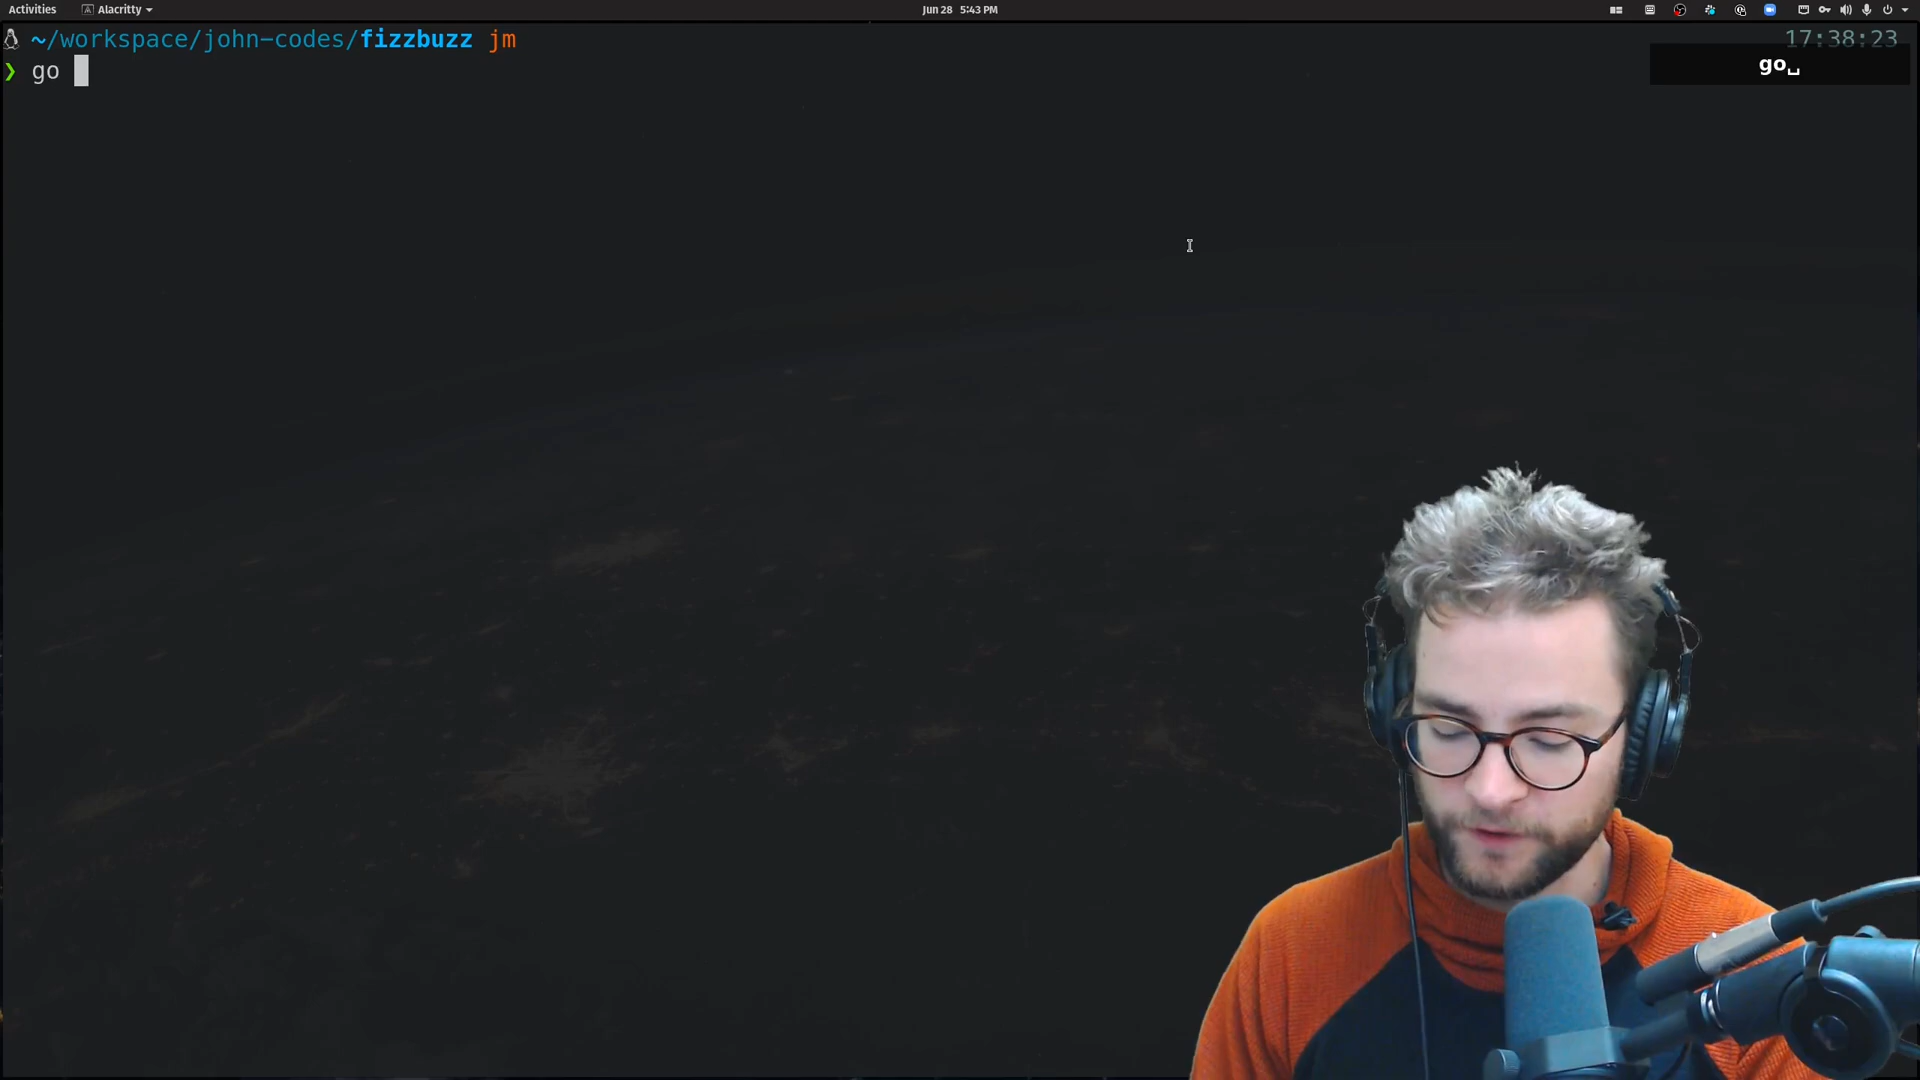 Activities Alacritty Jun 28 5:43 PM
~/workspace/john-codes/fizzbuzz jm 17:38:23
❯ go
go␣